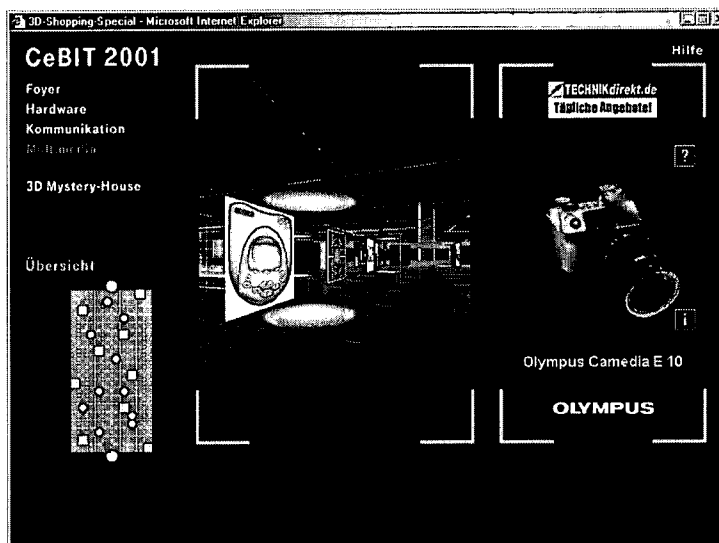 3D-Shopping-Special - Microsoft Internet Explorer
CeBIT 2001
Foyer
Hardware
Kommunikation
Multimedia
3D Mystery-House
Übersicht
Hilfe
TECHNIKdirekt.de
Tägliche Angebote!
?
i
Olympus Camedia E 10
OLYMPUS